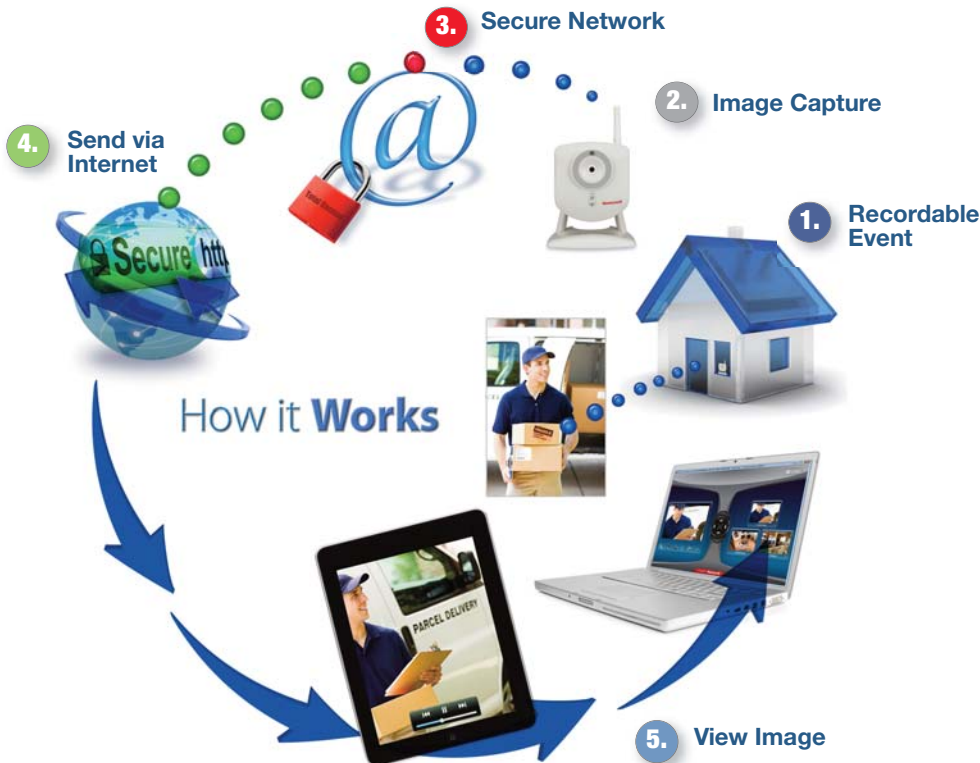 3. Secure Network
2. Image Capture
4. Send via
Internet
1. Recordable
Event
Secure http
Honeywell
How it Works
PARCEL DELIVERY
5. View Image